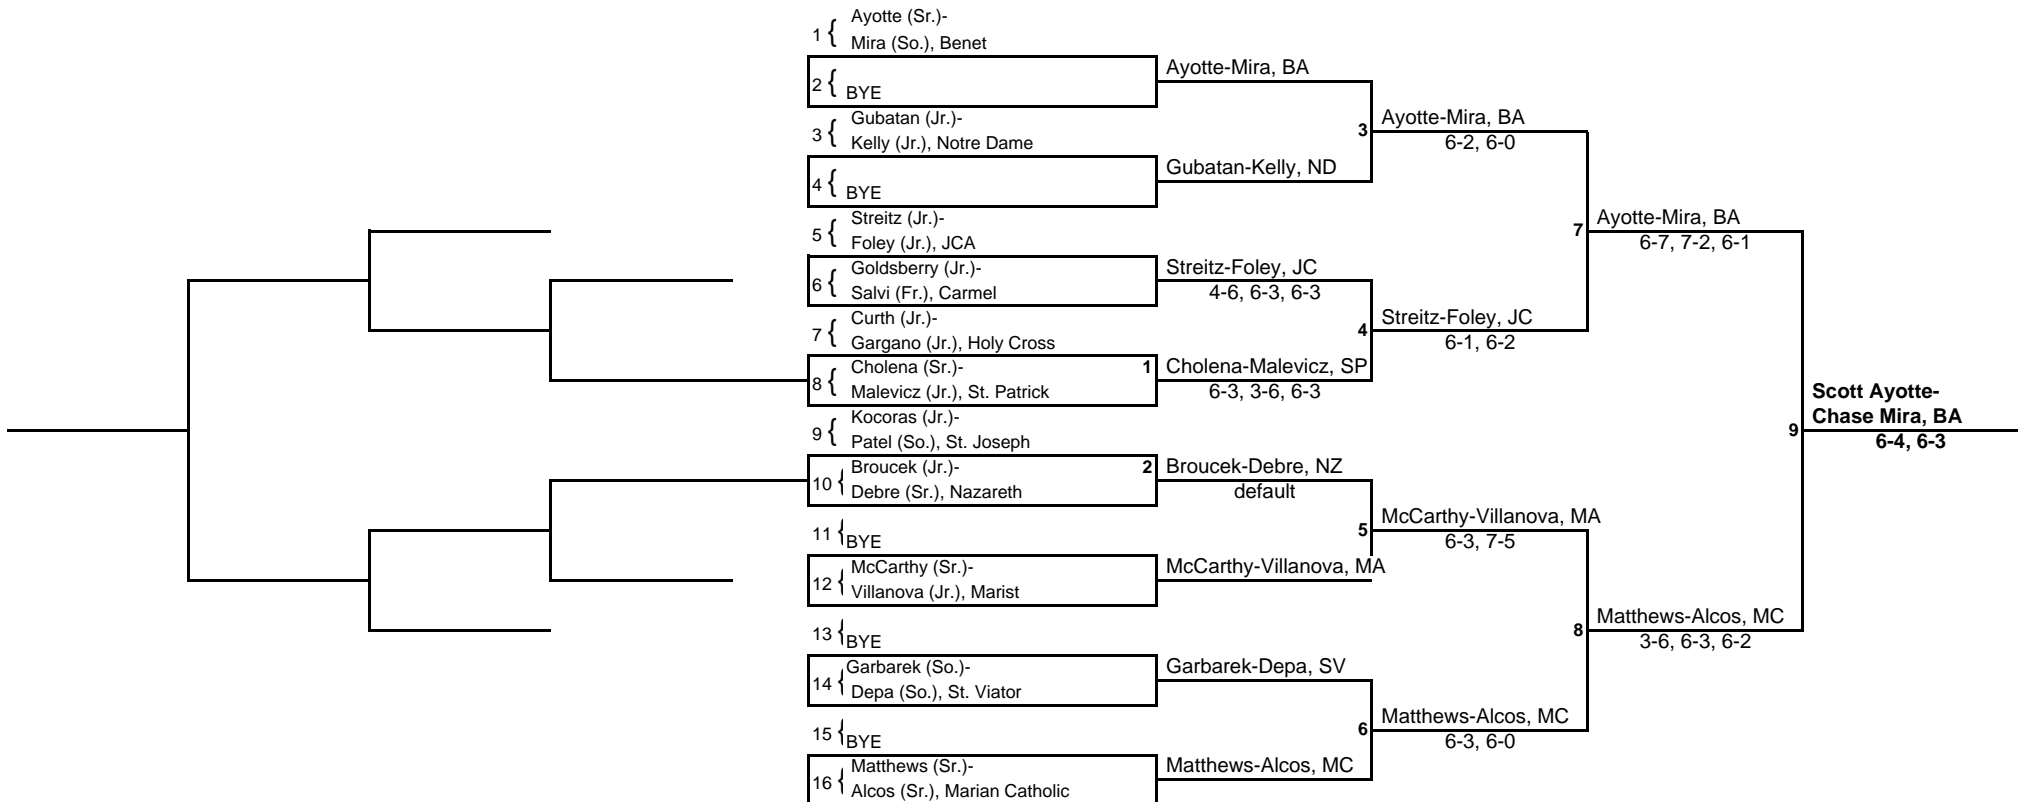 1 { Ayotte (Sr.)-
Mira (So.), Benet
2 { BYE
3 { Gubatan (Jr.)-
Kelly (Jr.), Notre Dame
4 { BYE
5 { Streitz (Jr.)-
Foley (Jr.), JCA
6 { Goldsberry (Jr.)-
Salvi (Fr.), Carmel
7 { Curth (Jr.)-
Gargano (Jr.), Holy Cross
8 { Cholena (Sr.)-
Malevicz (Jr.), St. Patrick
9 { Kocoras (Jr.)-
Patel (So.), St. Joseph
10 { Broucek (Jr.)-
Debre (Sr.), Nazareth
11 { BYE
12 { McCarthy (Sr.)-
Villanova (Jr.), Marist
13 { BYE
14 { Garbarek (So.)-
Depa (So.), St. Viator
15 { BYE
16 { Matthews (Sr.)-
Alcos (Sr.), Marian Catholic
Ayotte-Mira, BA
Gubatan-Kelly, ND
Streitz-Foley, JC
4-6, 6-3, 6-3
1 Cholena-Malevicz, SP
6-3, 3-6, 6-3
2 Broucek-Debre, NZ
default
McCarthy-Villanova, MA
Garbarek-Depa, SV
Matthews-Alcos, MC
3 Ayotte-Mira, BA
6-2, 6-0
4 Streitz-Foley, JC
6-1, 6-2
5 McCarthy-Villanova, MA
6-3, 7-5
6 Matthews-Alcos, MC
6-3, 6-0
7 Ayotte-Mira, BA
6-7, 7-2, 6-1
8 Matthews-Alcos, MC
3-6, 6-3, 6-2
9 Scott Ayotte-
Chase Mira, BA
6-4, 6-3